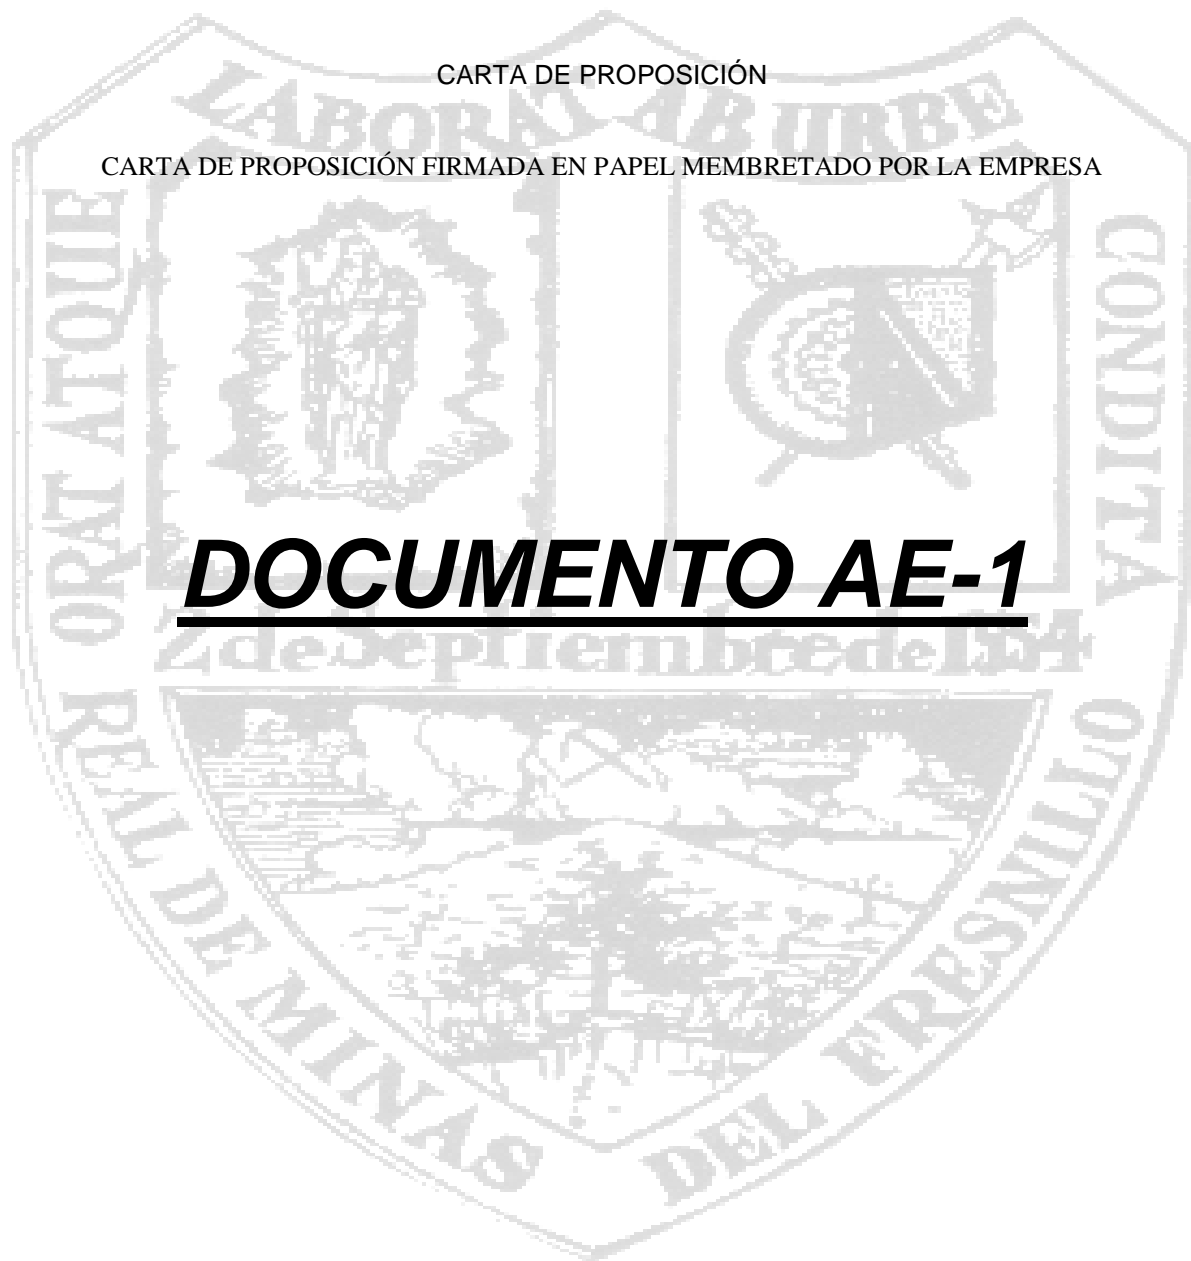 CARTA DE PROPOSICIÓN
LABORAT AB URBE
CARTA DE PROPOSICIÓN FIRMADA EN PAPEL MEMBRETADO POR LA EMPRESA
ORAT ATQUE
CONDITA
DOCUMENTO AE-1
2 de Septiembre de 1554
REAL DE MINAS DEL FRESNILLO